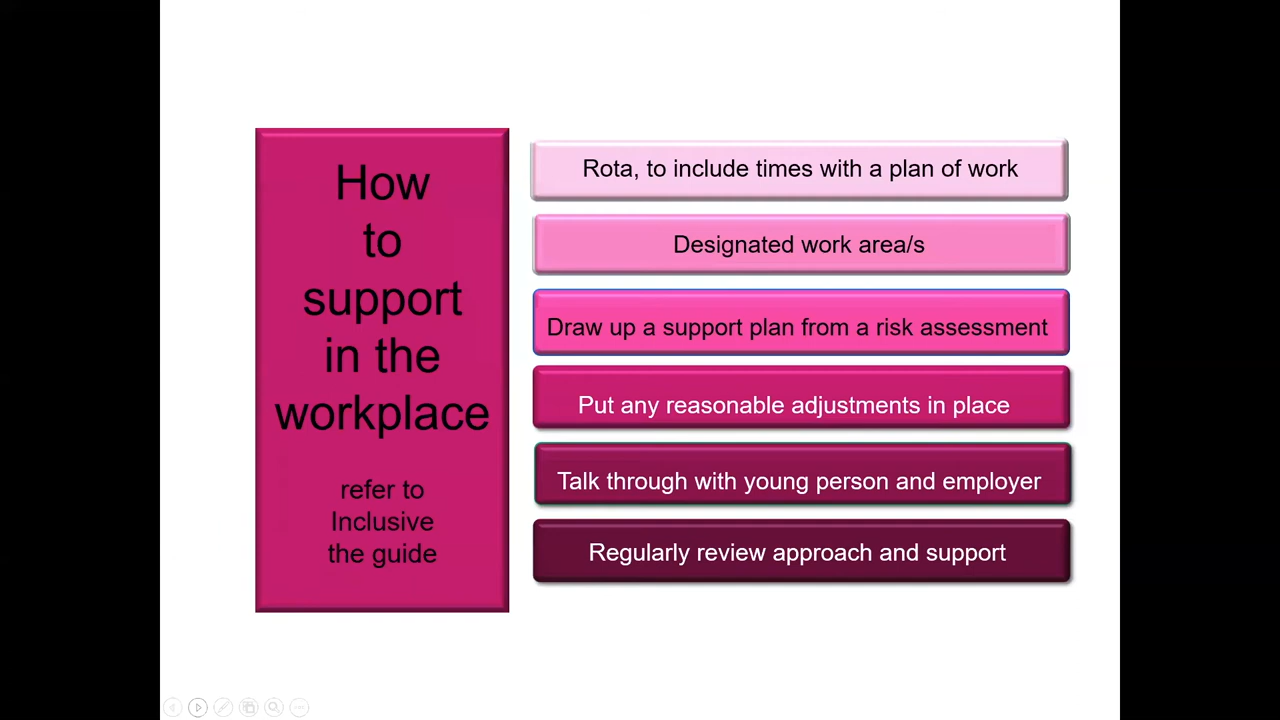 How
to
support
in the
workplace
refer to
Inclusive
the guide
Rota, to include times with a plan of work
Designated work area/s
Draw up a support plan from a risk assessment
Put any reasonable adjustments in place
Talk through with young person and employer
Regularly review approach and support